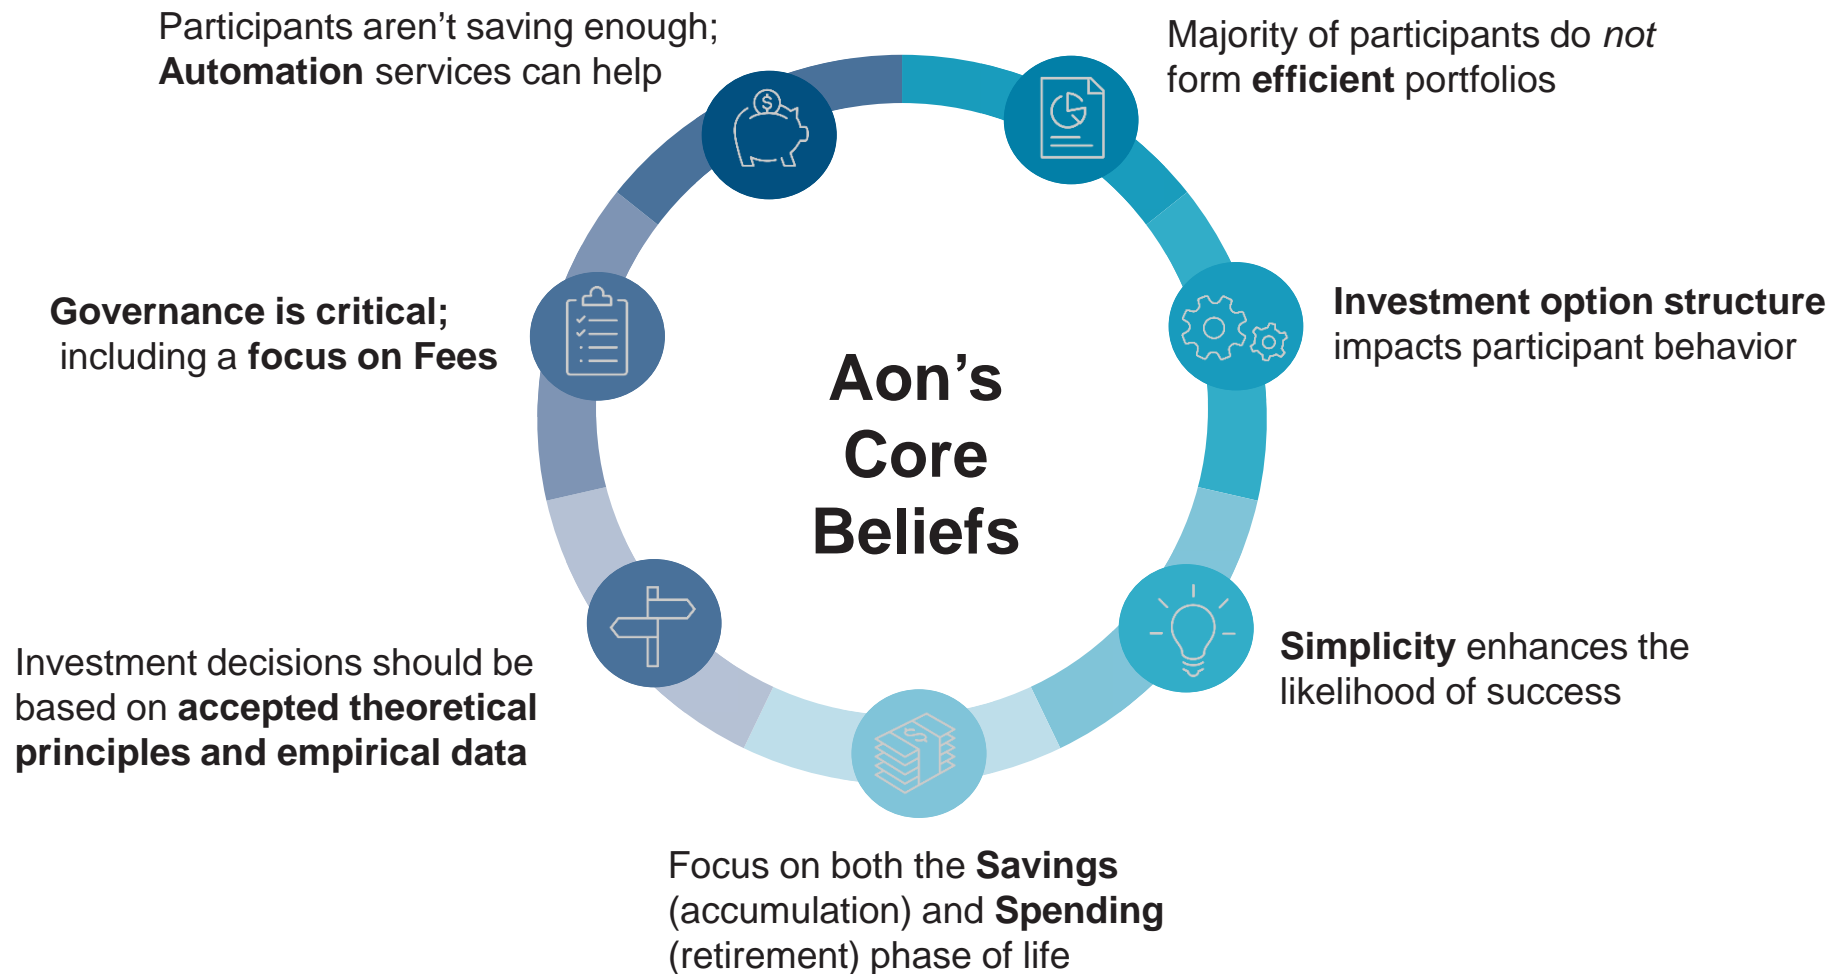 Participants aren’t saving enough;
Automation services can help
Majority of participants do not
form efficient portfolios
Governance is critical;
including a focus on Fees
Investment option structure
impacts participant behavior
Aon’s
Core
Beliefs
Investment decisions should be
based on accepted theoretical
principles and empirical data
Simplicity enhances the
likelihood of success
Focus on both the Savings
(accumulation) and Spending
(retirement) phase of life